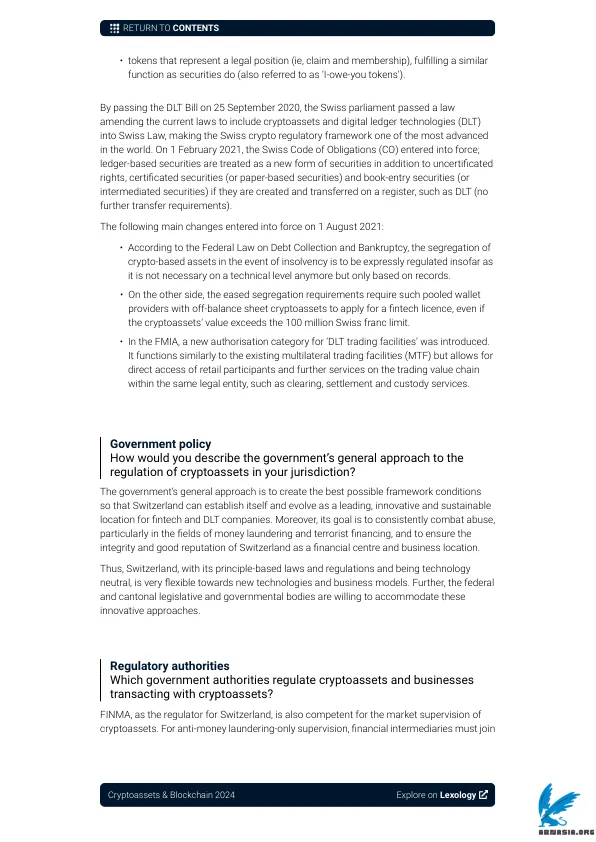 RETURN TO CONTENTS
• tokens that represent a legal position (ie, claim and membership), fulfilling a similar
function as securities do (also referred to as ‘I-owe-you tokens’).
By passing the DLT Bill on 25 September 2020, the Swiss parliament passed a law
amending the current laws to include cryptoassets and digital ledger technologies (DLT)
into Swiss Law, making the Swiss crypto regulatory framework one of the most advanced
in the world. On 1 February 2021, the Swiss Code of Obligations (CO) entered into force;
ledger-based securities are treated as a new form of securities in addition to uncertificated
rights, certificated securities (or paper-based securities) and book-entry securities (or
intermediated securities) if they are created and transferred on a register, such as DLT (no
further transfer requirements).
The following main changes entered into force on 1 August 2021:
• According to the Federal Law on Debt Collection and Bankruptcy, the segregation of
crypto-based assets in the event of insolvency is to be expressly regulated insofar as
it is not necessary on a technical level anymore but only based on records.
• On the other side, the eased segregation requirements require such pooled wallet
providers with off-balance sheet cryptoassets to apply for a fintech licence, even if
the cryptoassets’ value exceeds the 100 million Swiss franc limit.
• In the FMIA, a new authorisation category for ‘DLT trading facilities’ was introduced.
It functions similarly to the existing multilateral trading facilities (MTF) but allows for
direct access of retail participants and further services on the trading value chain
within the same legal entity, such as clearing, settlement and custody services.
Government policy
How would you describe the government’s general approach to the
regulation of cryptoassets in your jurisdiction?
The government’s general approach is to create the best possible framework conditions
so that Switzerland can establish itself and evolve as a leading, innovative and sustainable
location for fintech and DLT companies. Moreover, its goal is to consistently combat abuse,
particularly in the fields of money laundering and terrorist financing, and to ensure the
integrity and good reputation of Switzerland as a financial centre and business location.
Thus, Switzerland, with its principle-based laws and regulations and being technology
neutral, is very flexible towards new technologies and business models. Further, the federal
and cantonal legislative and governmental bodies are willing to accommodate these
innovative approaches.
Regulatory authorities
Which government authorities regulate cryptoassets and businesses
transacting with cryptoassets?
FINMA, as the regulator for Switzerland, is also competent for the market supervision of
cryptoassets. For anti-money laundering-only supervision, financial intermediaries must join
Cryptoassets & Blockchain 2024
Explore on Lexology
ABNASIA.ORG